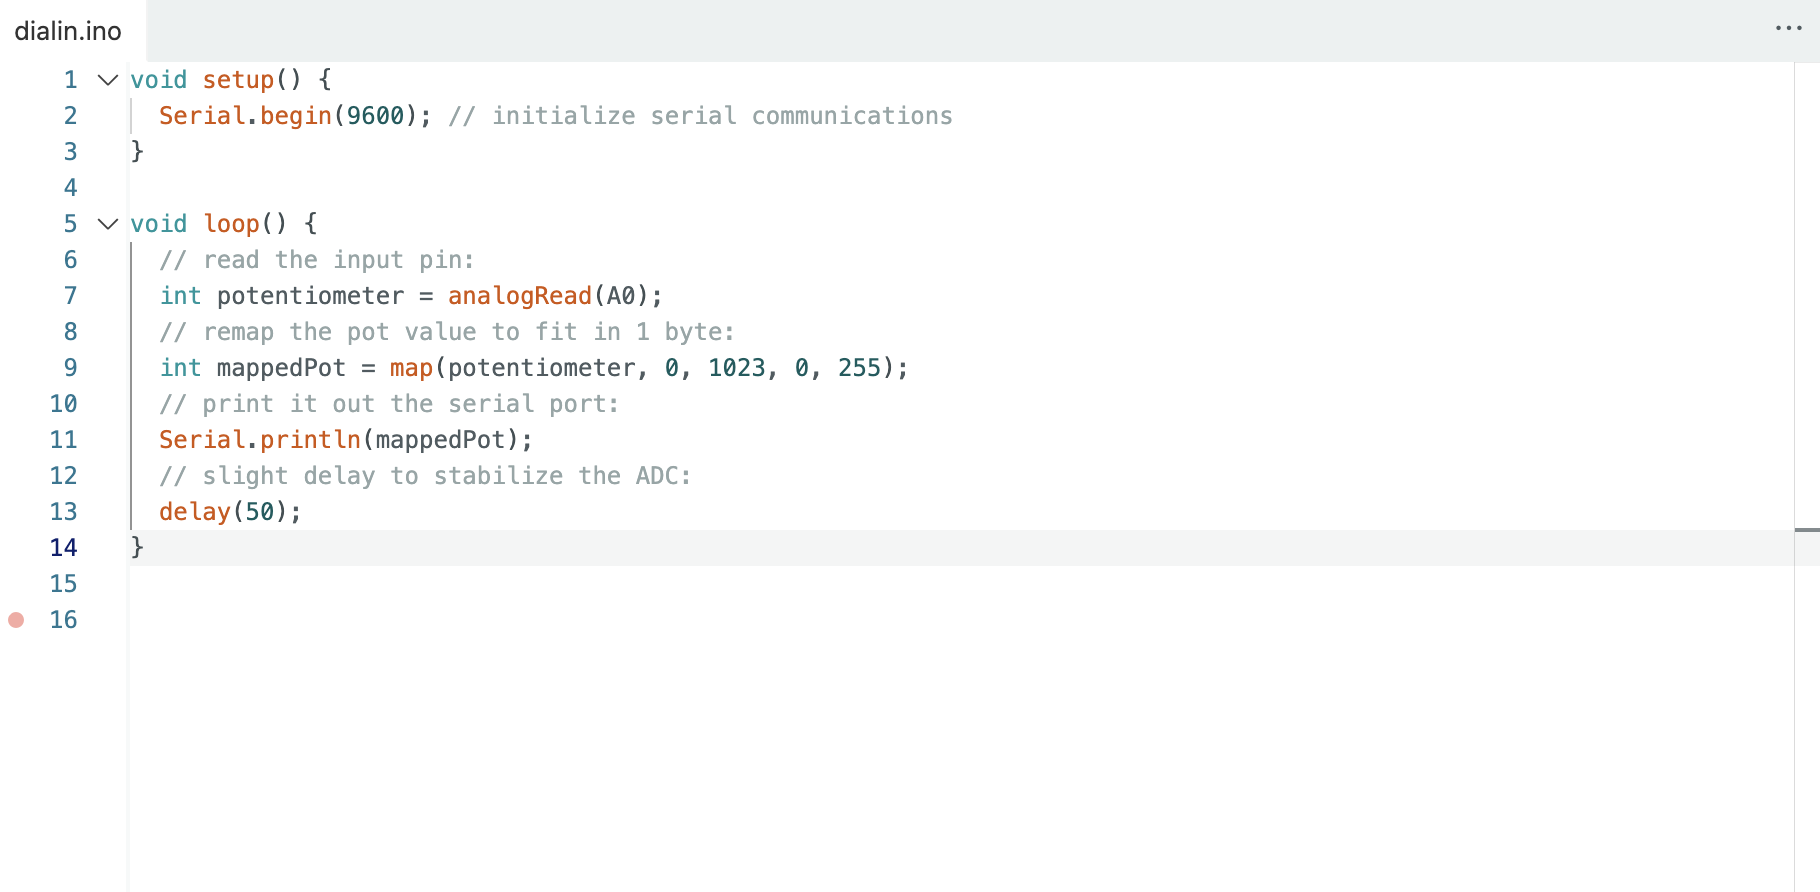 dialin.ino
1 void setup() {
2   Serial.begin(9600); // initialize serial communications
3 }
4
5 void loop() {
6   // read the input pin:
7   int potentiometer = analogRead(A0);
8   // remap the pot value to fit in 1 byte:
9   int mappedPot = map(potentiometer, 0, 1023, 0, 255);
10   // print it out the serial port:
11   Serial.println(mappedPot);
12   // slight delay to stabilize the ADC:
13   delay(50);
14 }
15
16